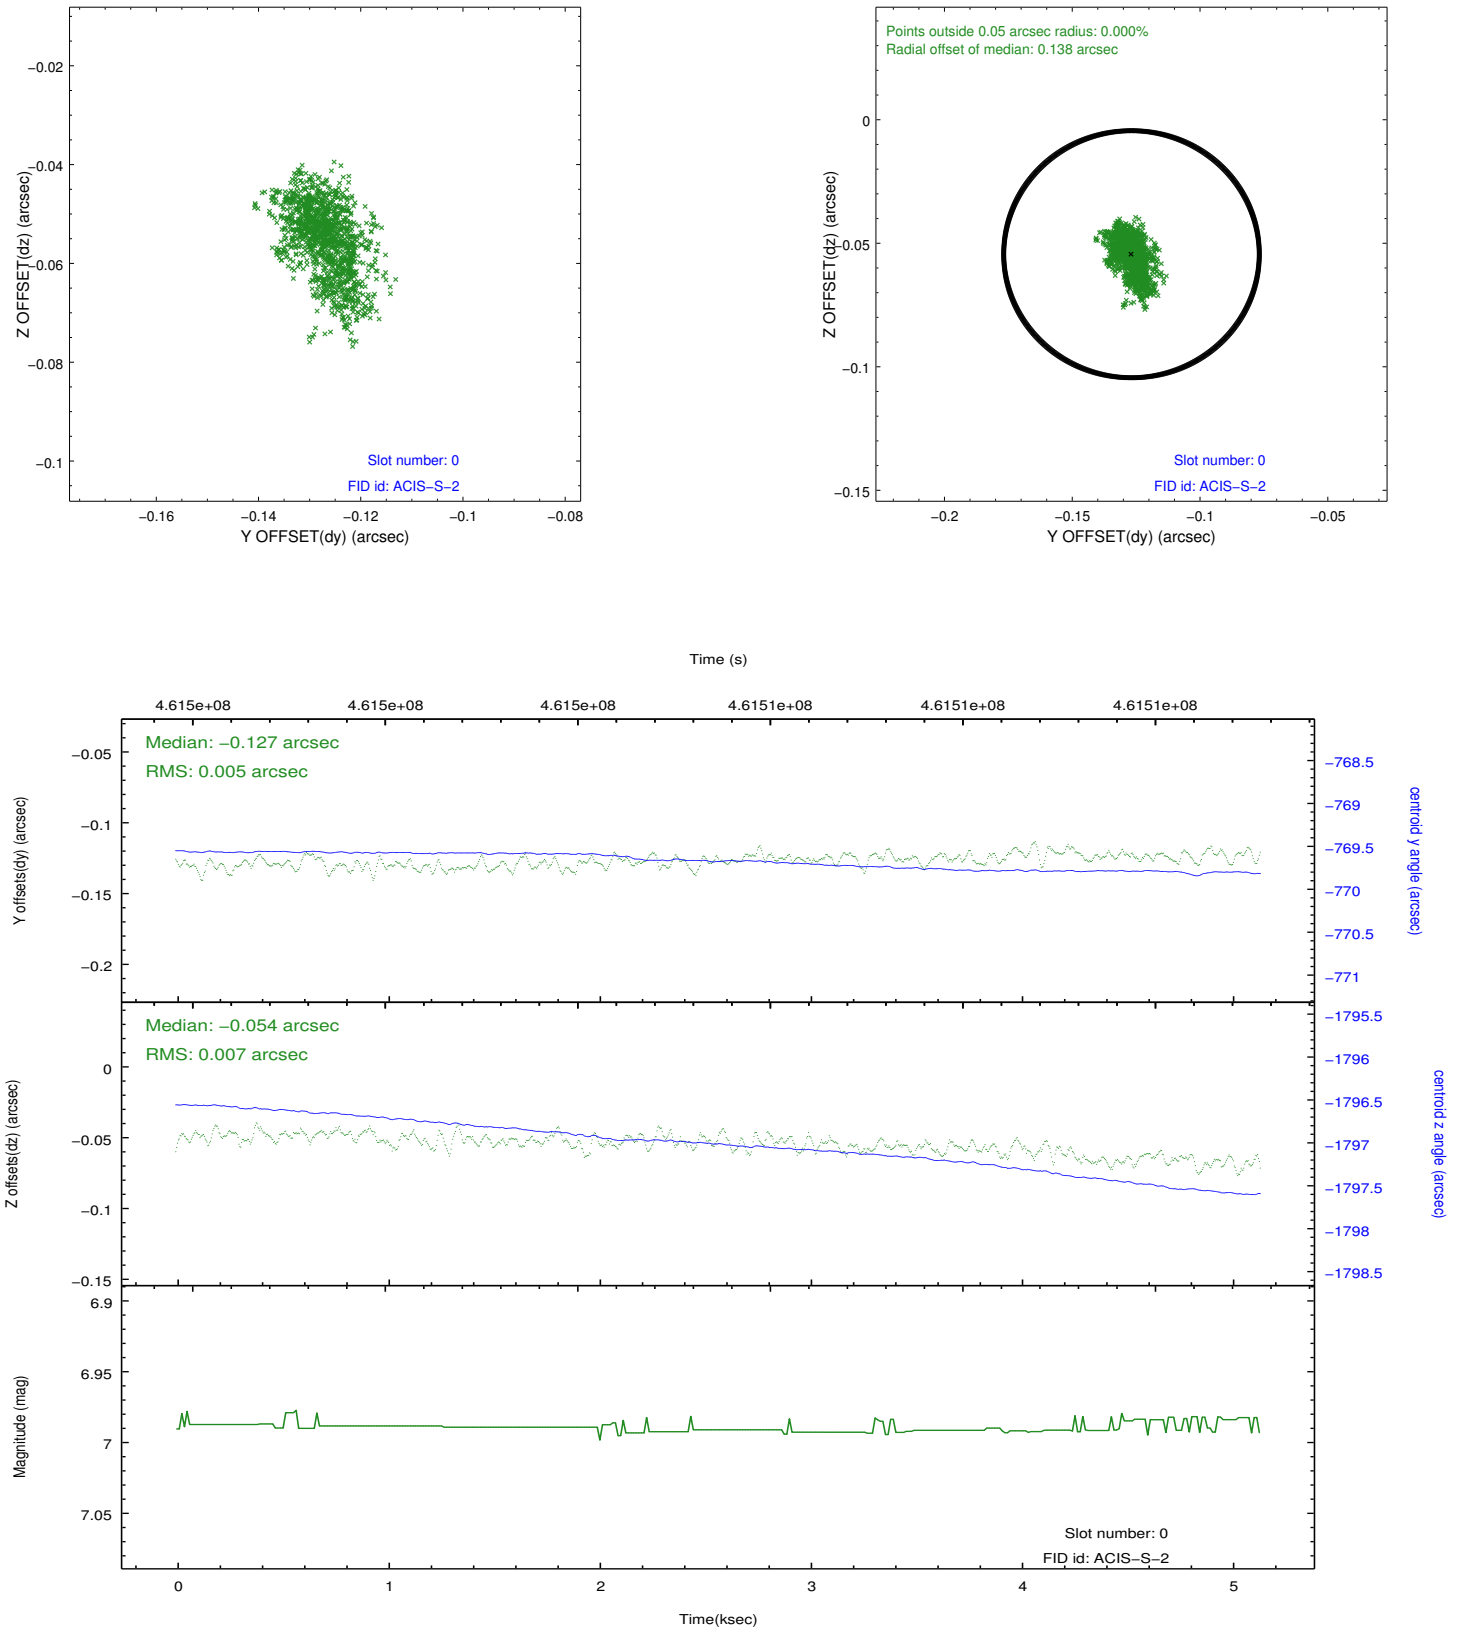 −0.02
−0.04
−0.06
−0.08
−0.1
Z OFFSET(dz) (arcsec)
Slot number: 0
FID id: ACIS−S−2
−0.16 −0.14 −0.12 −0.1 −0.08
Y OFFSET(dy) (arcsec)
Points outside 0.05 arcsec radius: 0.000%
Radial offset of median: 0.138 arcsec
0
−0.05
−0.1
−0.15
Z OFFSET(dz) (arcsec)
Slot number: 0
FID id: ACIS−S−2
−0.2 −0.15 −0.1 −0.05
Y OFFSET(dy) (arcsec)
Time (s)
4.615e+08 4.615e+08 4.615e+08 4.6151e+08 4.6151e+08 4.6151e+08
Median: −0.127 arcsec
RMS: 0.005 arcsec
−0.05
−0.1
−0.15
−0.2
Y offsets(dy) (arcsec)
−768.5
−769
−769.5
−770
−770.5
−771
centroid y angle (arcsec)
Median: −0.054 arcsec
RMS: 0.007 arcsec
0
−0.05
−0.1
−0.15
Z offsets(dz) (arcsec)
−1795.5
−1796
−1796.5
−1797
−1797.5
−1798
−1798.5
centroid z angle (arcsec)
6.9
6.95
7
7.05
Magnitude (mag)
Slot number: 0
FID id: ACIS−S−2
0 1 2 3 4 5
Time(ksec)